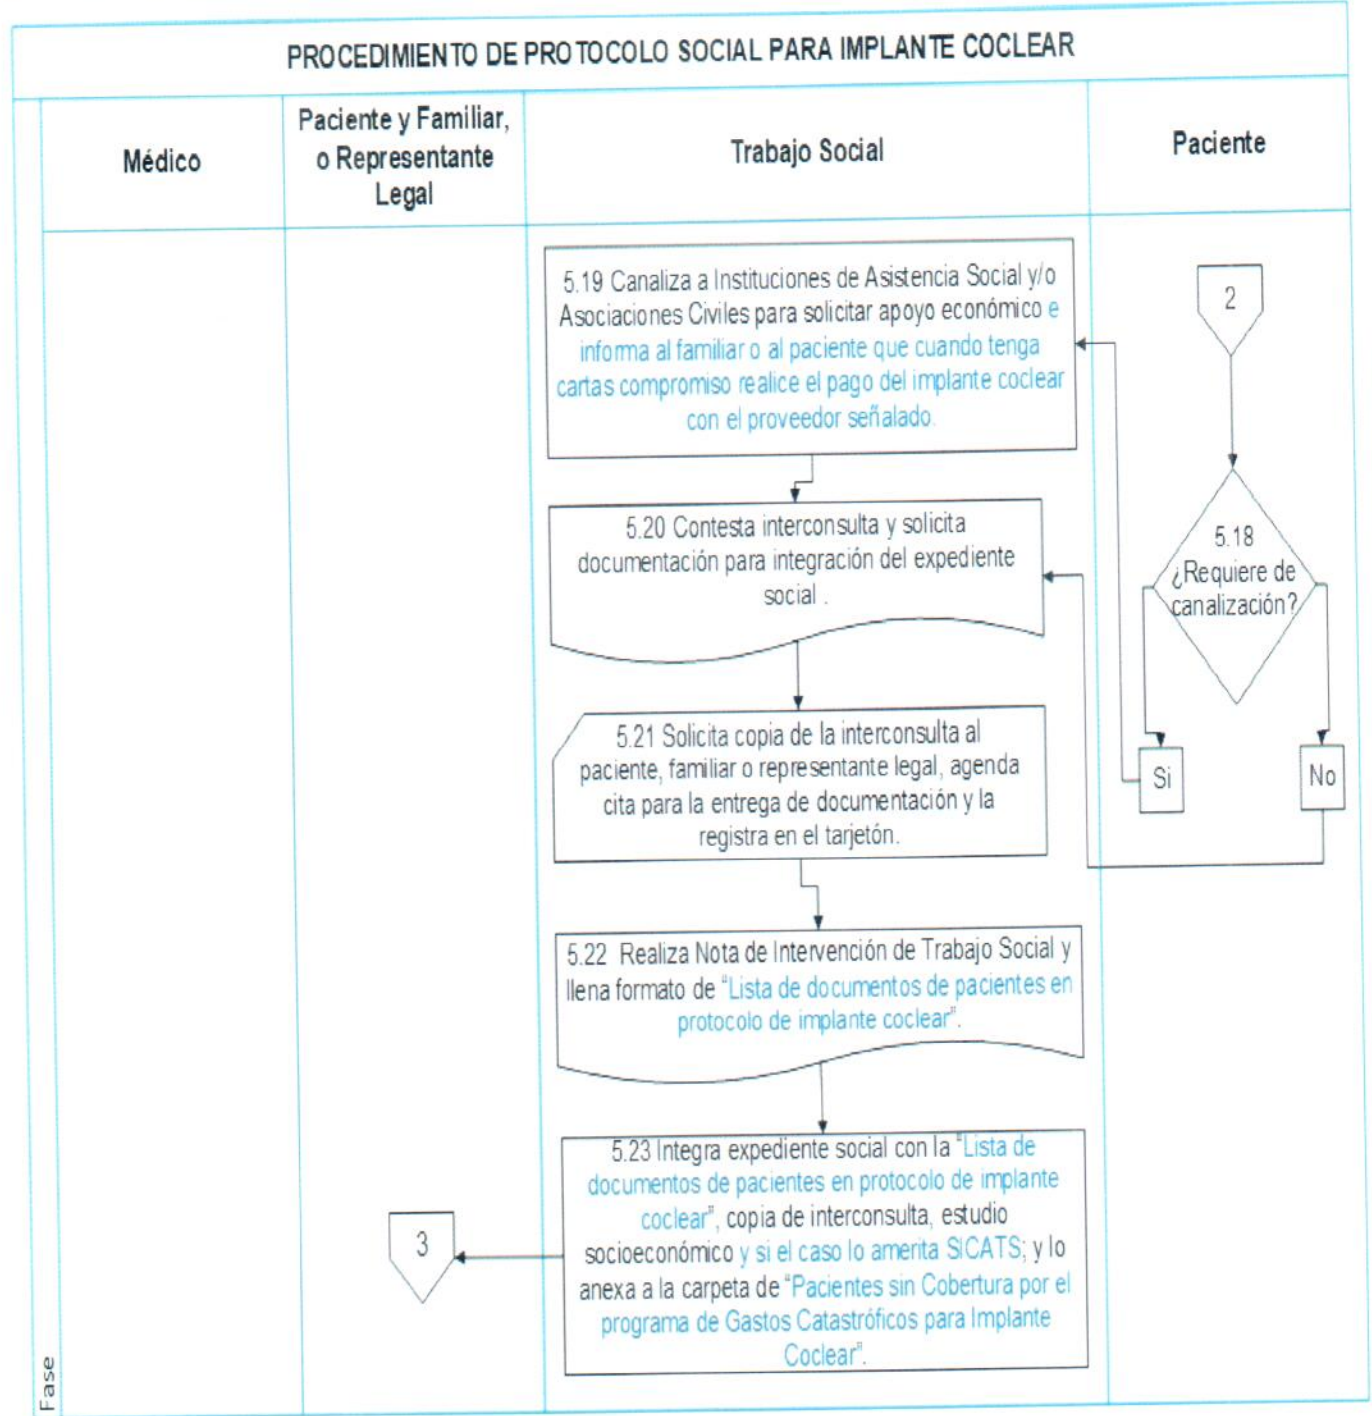 PROCEDIMIENTO DE PROTOCOLO SOCIAL PARA IMPLANTE COCLEAR
Médico
Paciente y Familiar,
o Representante
Legal
Trabajo Social
Paciente
5.19 Canaliza a Instituciones de Asistencia Social y/o
Asociaciones Civiles para solicitar apoyo económico e
informa al familiar o al paciente que cuando tenga
cartas compromiso realice el pago del implante coclear
con el proveedor señalado.
2
5.18
¿Requiere de
canalización?
5.20 Contesta interconsulta y solicita
documentación para integración del expediente
social .
5.21 Solicita copia de la interconsulta al
paciente, familiar o representante legal, agenda
cita para la entrega de documentación y la
registra en el tarjetón.
Si
No
5.22 Realiza Nota de Intervención de Trabajo Social y
llena formato de “Lista de documentos de pacientes en
protocolo de implante coclear”.
5.23 Integra expediente social con la “Lista de
documentos de pacientes en protocolo de implante
coclear”, copia de interconsulta, estudio
socioeconómico y si el caso lo amerita SICATS; y lo
anexa a la carpeta de “Pacientes sin Cobertura por el
programa de Gastos Catastróficos para Implante
Coclear”.
3
Fase